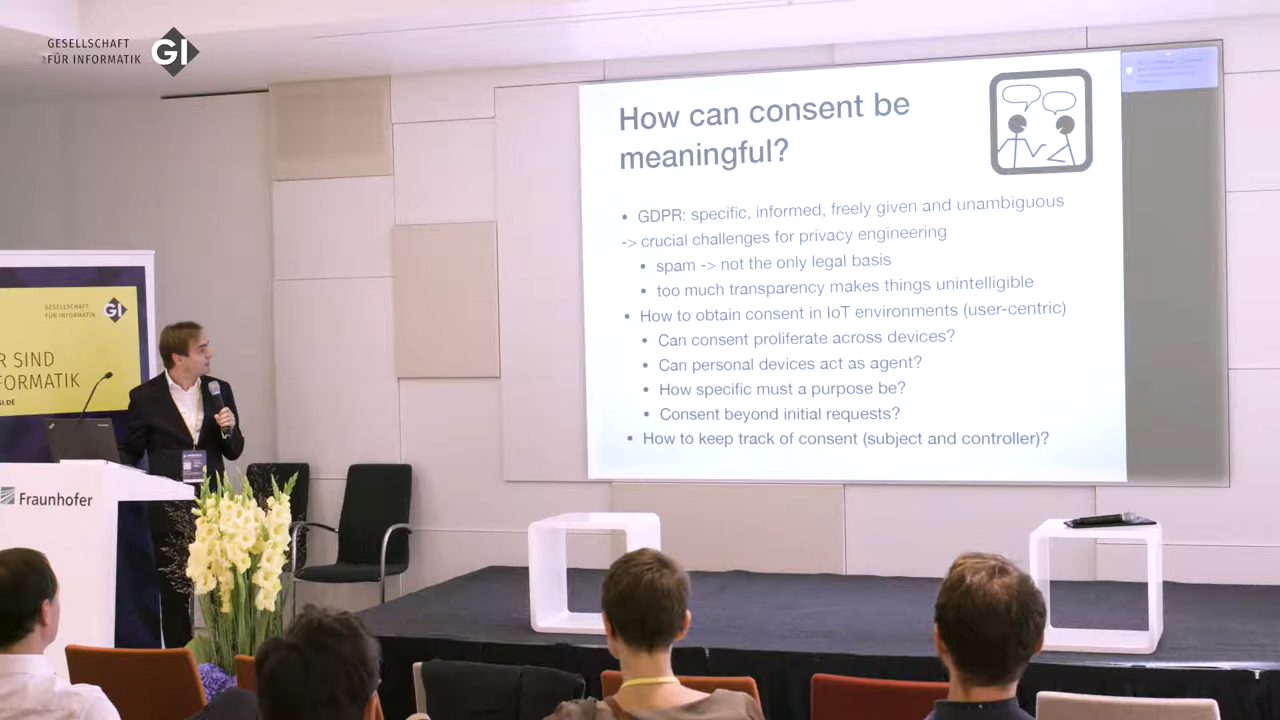 GESELLSCHAFT
FÜR INFORMATIK
GI
How can consent be
meaningful?
• GDPR: specific, informed, freely given and unambiguous
-> crucial challenges for privacy engineering
• spam -> not the only legal basis
• too much transparency makes things unintelligible
• How to obtain consent in IoT environments (user-centric)
• Can consent proliferate across devices?
• Can personal devices act as agent?
• How specific must a purpose be?
• Consent beyond initial requests?
• How to keep track of consent (subject and controller)?
GESELLSCHAFT
FÜR INFORMATIK
GI
R SIND
FORMATIK
GI.DE
Fraunhofer